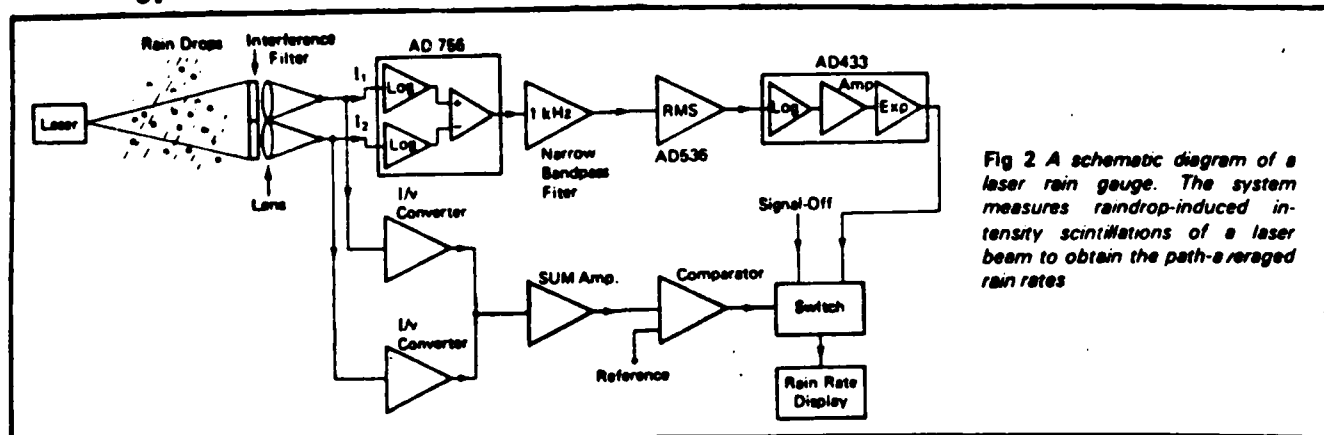 Rain Drops
Interference
Filter
Laser
Lens
I₁
I₂
AD 756
Log
Log
+
−
1 kHz
Narrow
Bandpass
Filter
RMS
AD536
AD433
Amp
Log
Exp
I/v
Converter
I/v
Converter
SUM Amp.
Comparator
Reference
Signal-Off
Switch
Rain Rate
Display
Fig 2 A schematic diagram of a
laser rain gauge. The system
measures raindrop-induced in-
tensity scintillations of a laser
beam to obtain the path-averaged
rain rates